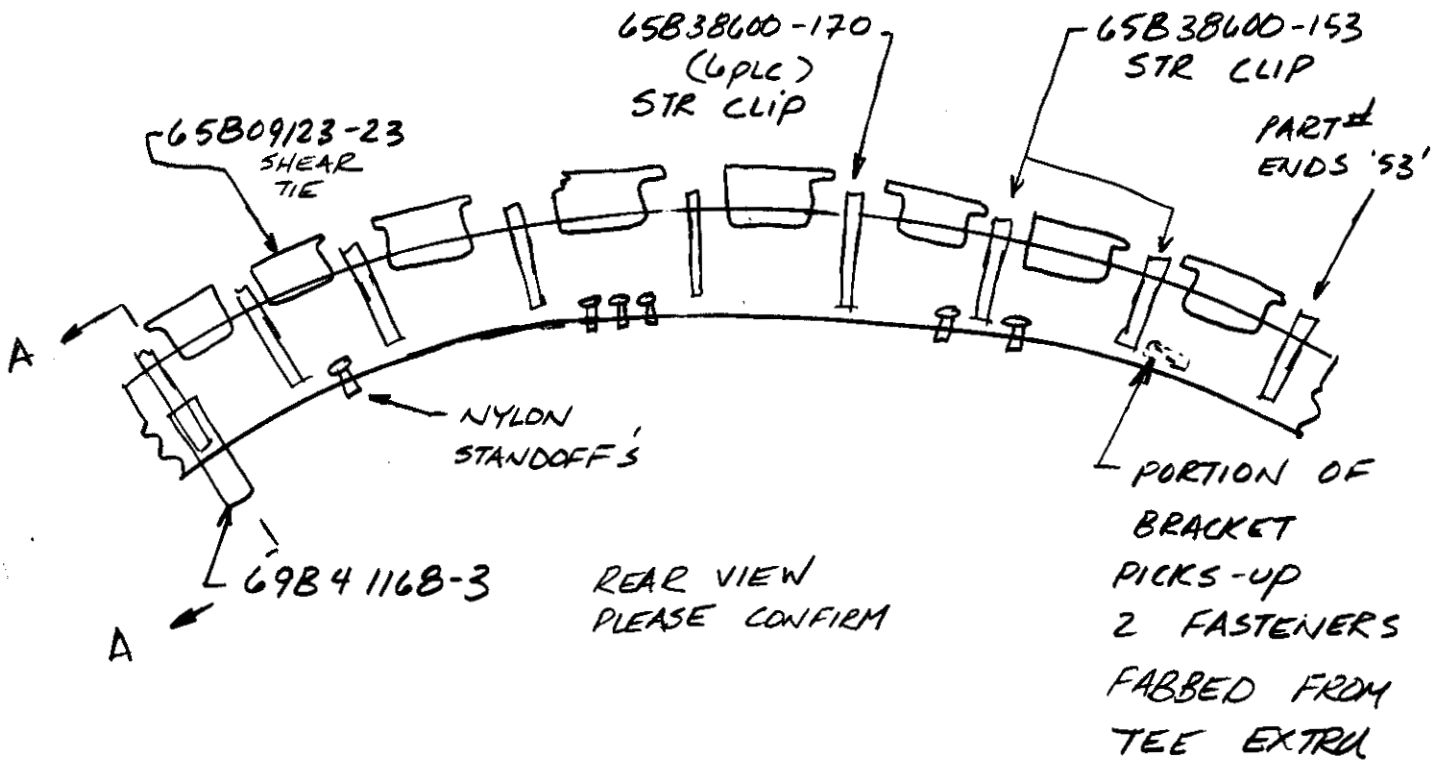 65B38600-170
(6PLC)
STR CLIP
65B38600-153
STR CLIP
PART#
ENDS '53'
65B09123-23
SHEAR
TIE
A
NYLON
STANDOFF'S
69B41168-3
A
REAR VIEW
PLEASE CONFIRM
PORTION OF
BRACKET
PICKS-UP
2 FASTENERS
FABBED FROM
TEE EXTRU